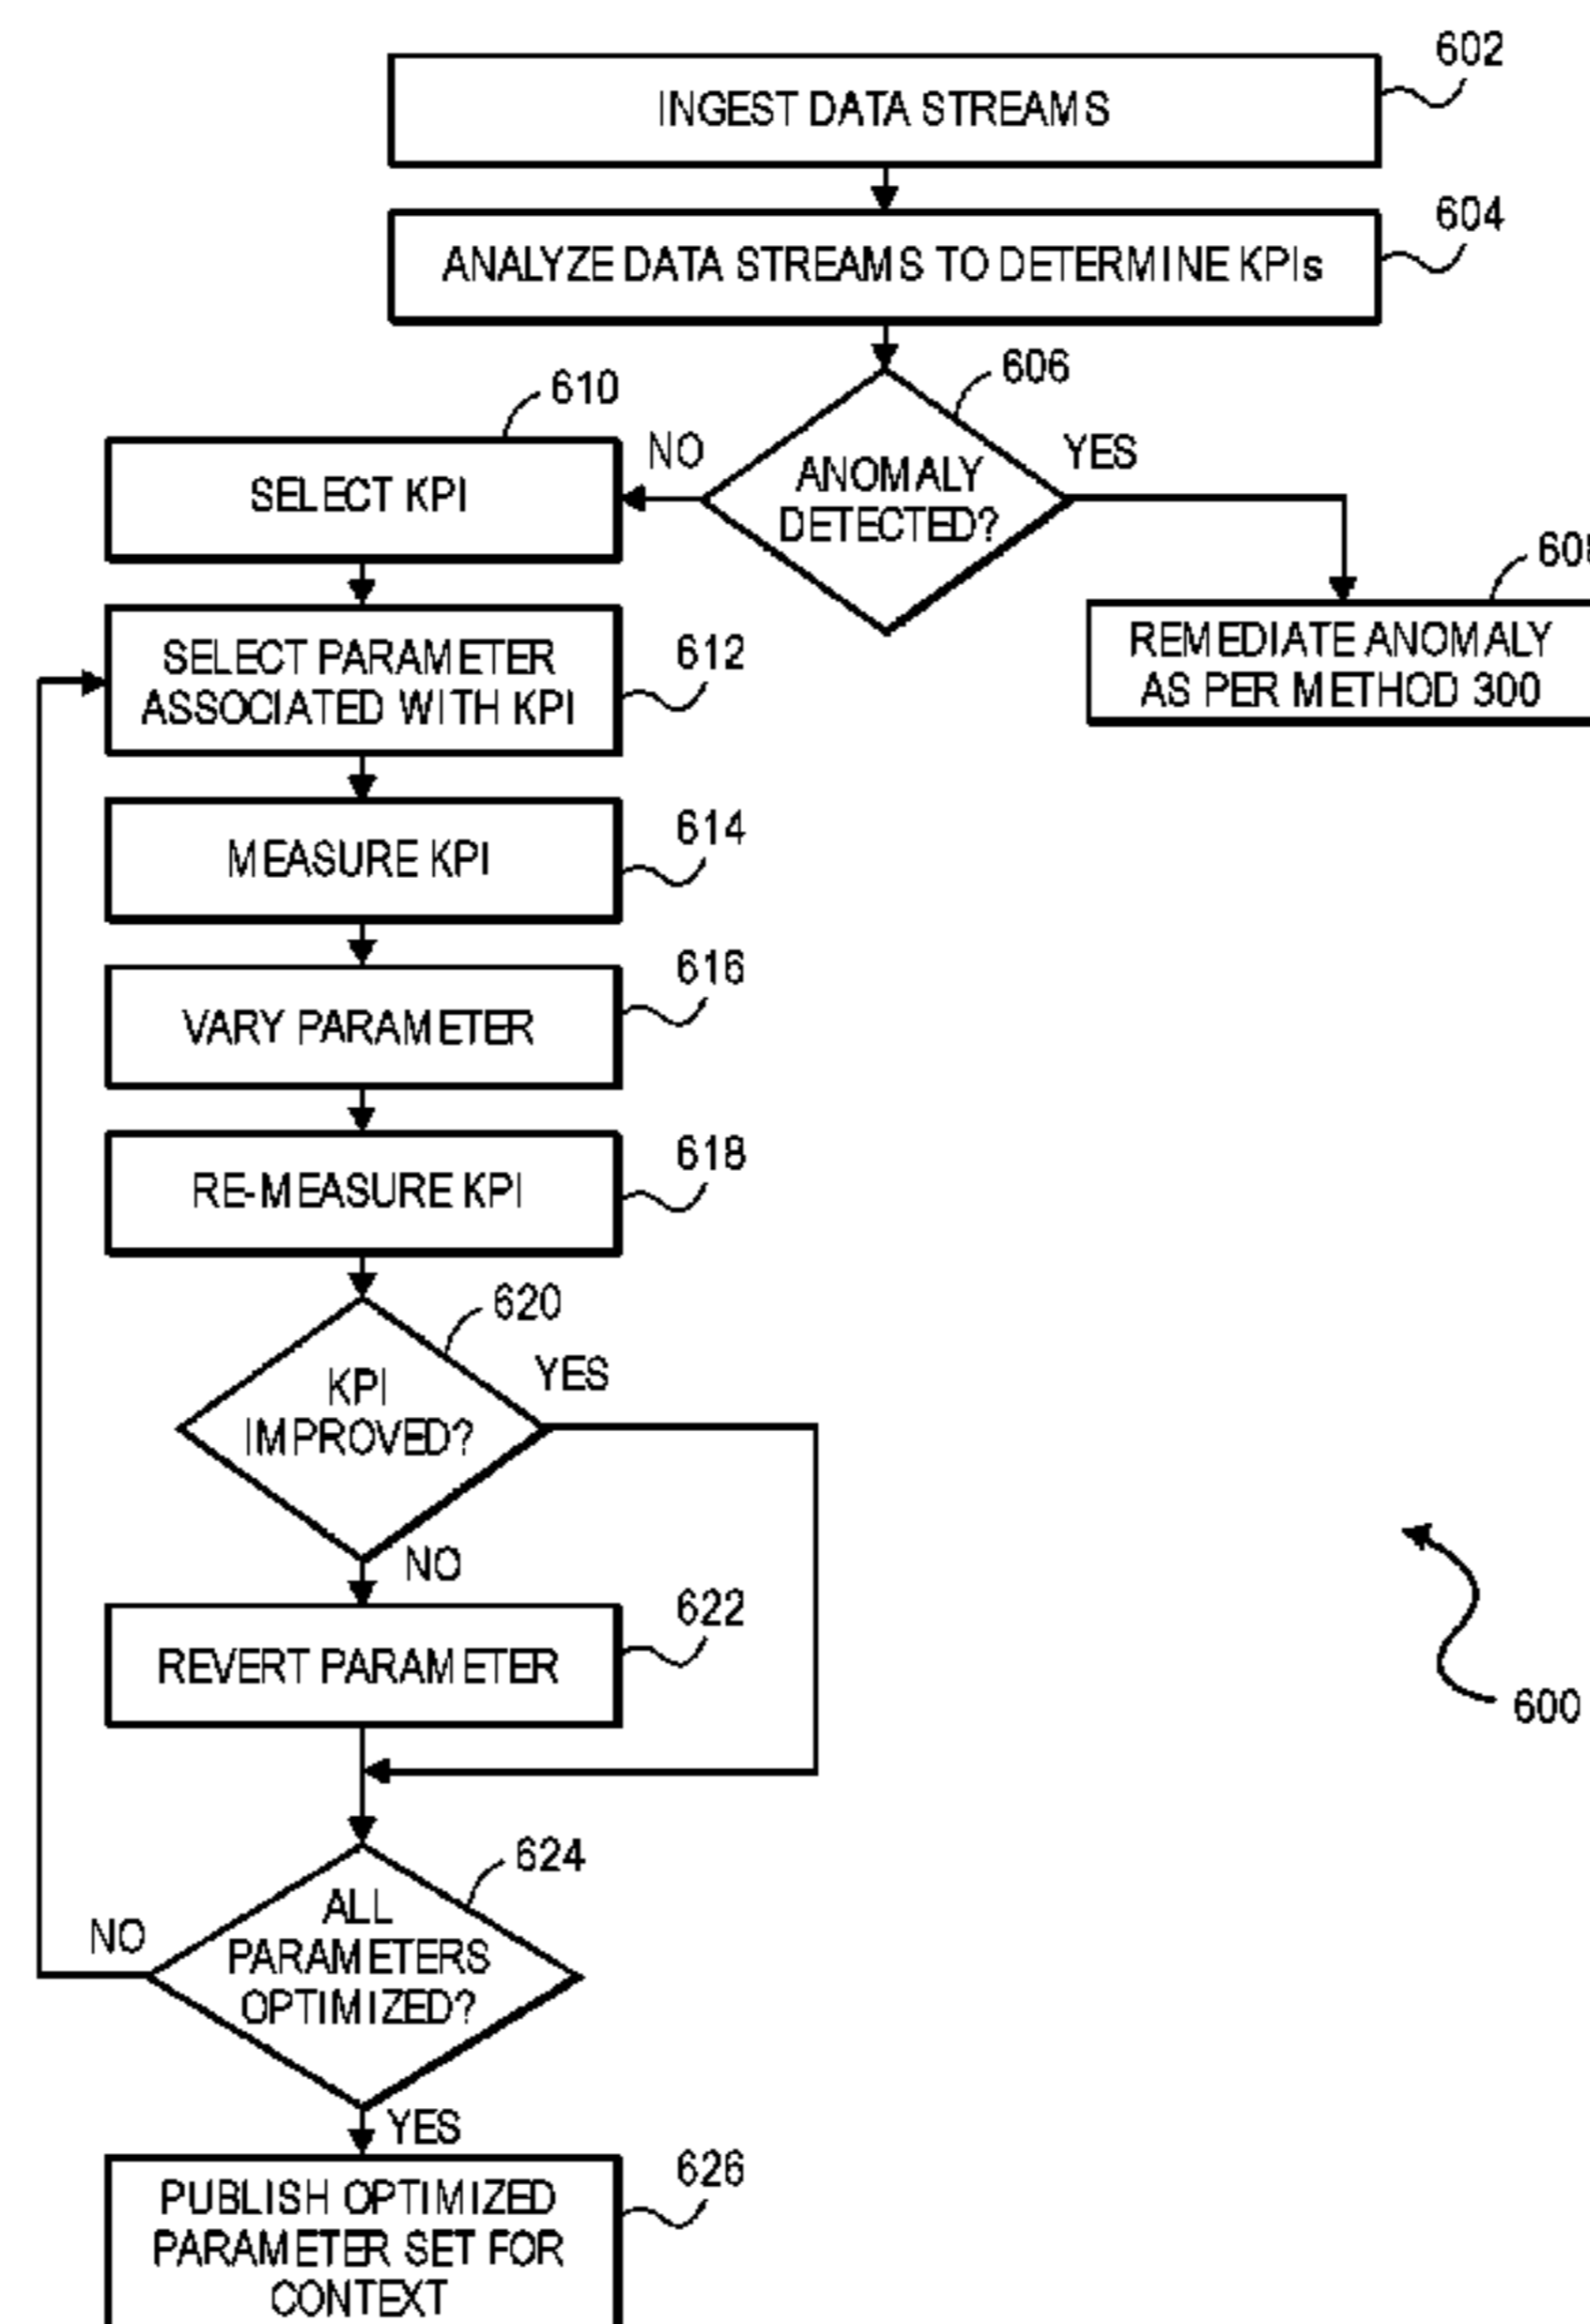 602
INGEST DATA STREAMS
604
ANALYZE DATA STREAMS TO DETERMINE KPIs
606
610
NO
YES
SELECT KPI
ANOMALY
DETECTED?
REMEDIATE ANOMALY
AS PER METHOD 300
SELECT PARAMETER
ASSOCIATED WITH KPI
612
MEASURE KPI
614
VARY PARAMETER
616
RE-MEASURE KPI
618
620
KPI
IMPROVED?
YES
NO
REVERT PARAMETER
622
600
624
ALL
PARAMETERS
OPTIMIZED?
NO
YES
PUBLISH OPTIMIZED
PARAMETER SET FOR
CONTEXT
626